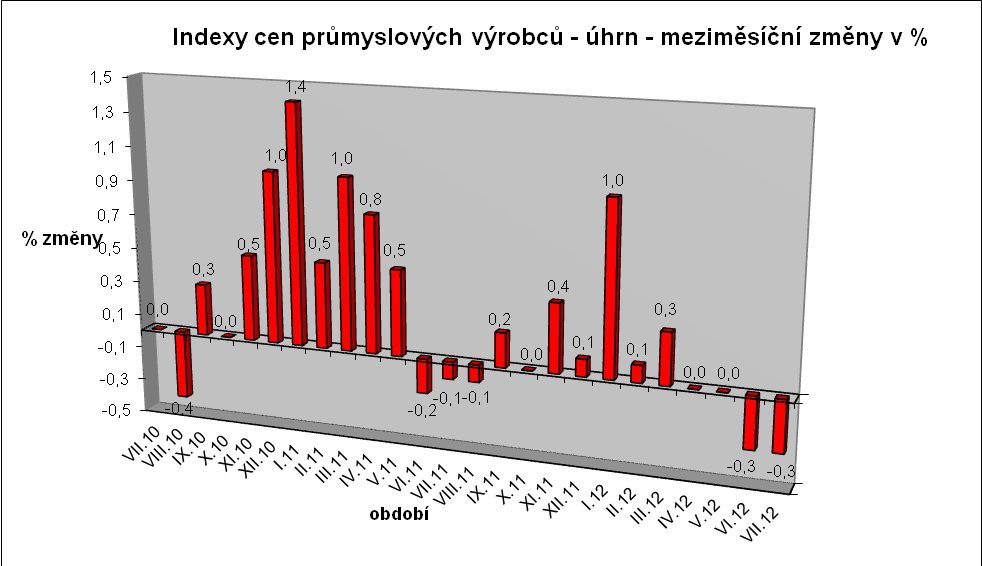 Indexy cen průmyslových výrobců - úhrn - meziměsíční změny v %
1,5
1,3
1,1
0,9
0,7
0,5
0,3
0,1
-0,1
-0,3
-0,5
% změny
0,0
-0,4
0,3
0,0
0,5
1,0
1,4
0,5
1,0
0,8
0,5
-0,2
-0,1
-0,1
0,2
0,0
0,4
0,1
1,0
0,1
0,3
0,0
0,0
-0,3
-0,3
VII.10
VIII.10
IX.10
X.10
XI.10
XII.10
I.11
II.11
III.11
IV.11
V.11
VI.11
VII.11
VIII.11
IX.11
X.11
XI.11
XII.11
I.12
II.12
III.12
IV.12
V.12
VI.12
VII.12
období